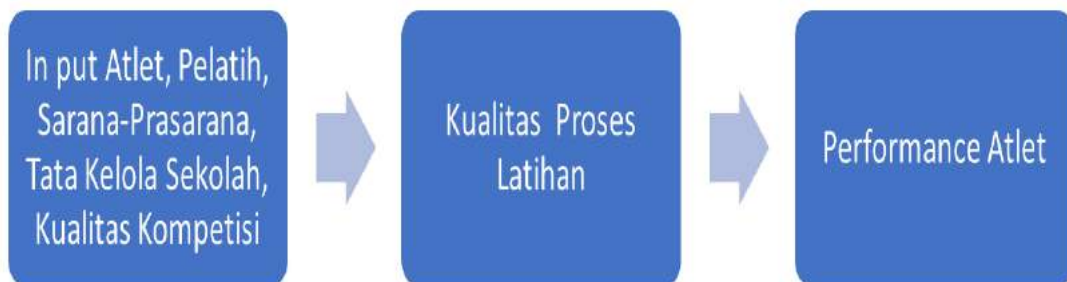 In put Atlet, Pelatih,
Sarana-Prasarana,
Tata Kelola Sekolah,
Kualitas Kompetisi
Kualitas Proses
Latihan
Performance Atlet